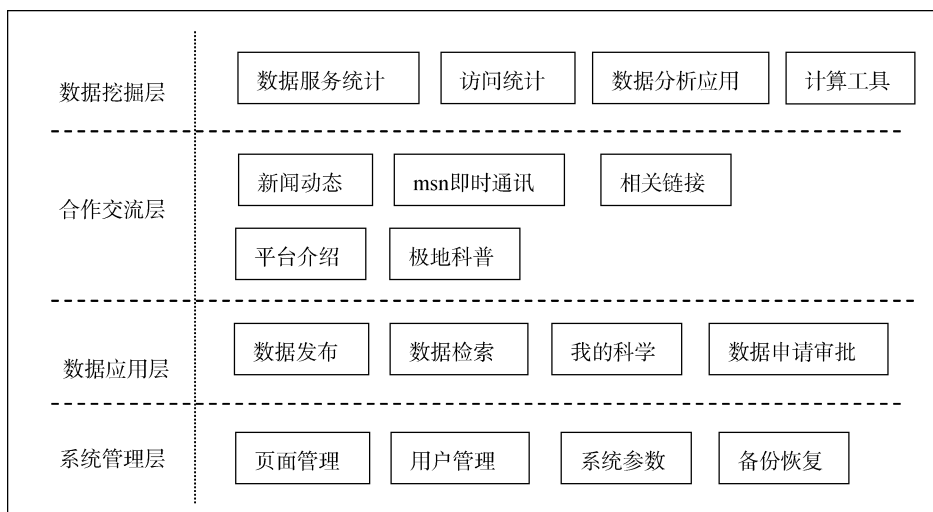 数据挖掘层 数据服务统计 访问统计 数据分析应用 计算工具
合作交流层
新闻动态 msn即时通讯 相关链接
平台介绍 极地科普
数据应用层 数据发布 数据检索 我的科学 数据申请审批
系统管理层 页面管理 用户管理 系统参数 备份恢复